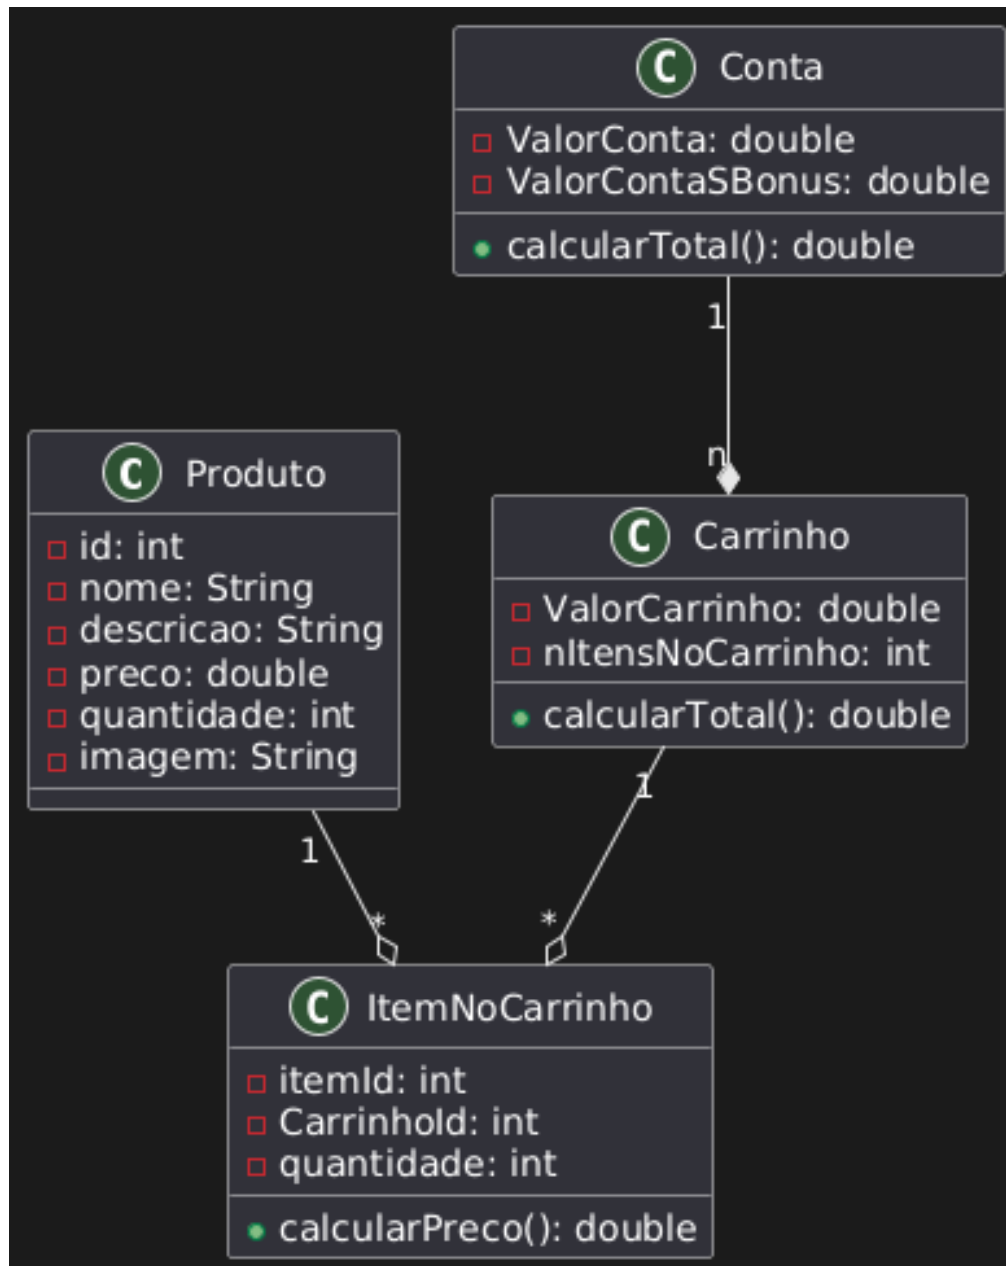 C Conta
ValorConta: double
ValorContaSBonus: double
calcularTotal(): double
1
n
C Produto
id: int
nome: String
descricao: String
preco: double
quantidade: int
imagem: String
C Carrinho
ValorCarrinho: double
nItensNoCarrinho: int
calcularTotal(): double
1
1
*
*
C ItemNoCarrinho
itemId: int
CarrinhoId: int
quantidade: int
calcularPreco(): double